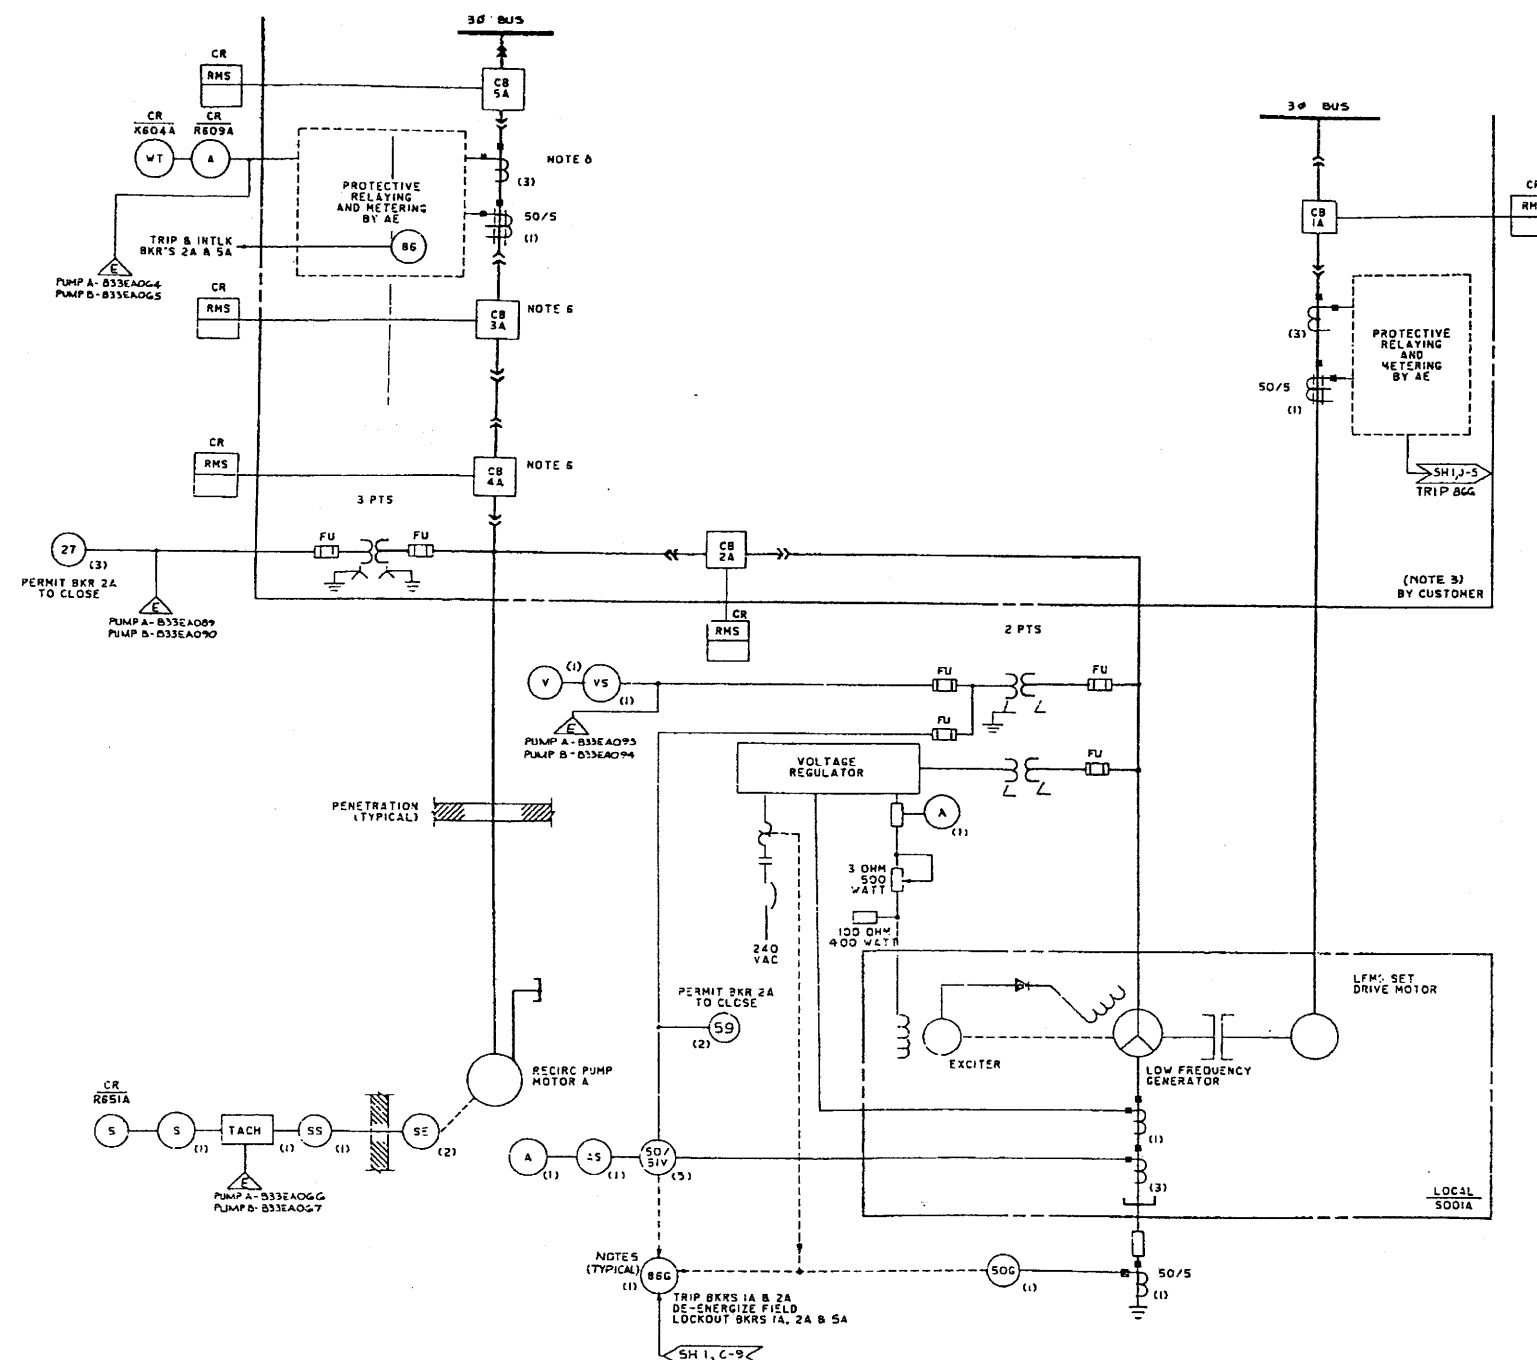 3Ø BUS
CR
RMS
CB
5A
CR
K604A
CR
R609A
WT
A
NOTE 8
(3)
PROTECTIVE
RELAYING
AND METERING
BY AE
50/5
(1)
TRIP & INTLK
BKR'S 2A & 5A
86
E
PUMP A- B33EA064
PUMP B- B33EA065
CR
RMS
CB
3A
NOTE 6
CR
RMS
CB
4A
NOTE 6
3 PTS
3Ø BUS
CB
1A
(3)
50/5
(1)
PROTECTIVE
RELAYING
AND
METERING
BY AE
SH 1, J-5
TRIP 86G
27
(3)
PERMIT BKR 2A
TO CLOSE
FU
FU
CB
2A
E
PUMP A- B33EA089
PUMP B- B33EA090
CR
RMS
(NOTE 3)
BY CUSTOMER
2 PTS
V
(1)
VS
(1)
FU
FU
E
PUMP A- B33EA093
PUMP B- B33EA094
FU
VOLTAGE
REGULATOR
FU
PENETRATION
(TYPICAL)
A
(1)
3 OHM
500
WATT
100 OHM
400 WATT
240
VAC
PERMIT BKR 2A
TO CLOSE
59
(2)
LFMG SET
DRIVE MOTOR
EXCITER
LOW FREQUENCY
GENERATOR
RECIRC PUMP
MOTOR A
CR
R651A
S
S
(1)
TACH
(1)
SS
(1)
SE
(2)
E
PUMP A- B33EA066
PUMP B- B33EA067
A
(1)
AS
(1)
50/
51V
(3)
(1)
(3)
LOCAL
S001A
NOTES
(TYPICAL)
(1)
86G
TRIP BKRS 1A & 2A
DE-ENERGIZE FIELD
LOCKOUT BKRS 1A, 2A & 5A
50G
(1)
50/5
(1)
SH 1, C-9